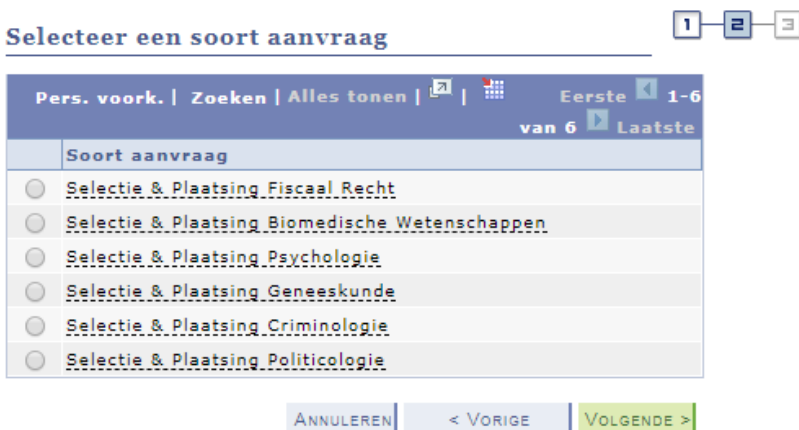 Selecteer een soort aanvraag
1 2 3
Pers. voork. | Zoeken | Alles tonen | | Eerste 1-6
van 6 Laatste
Soort aanvraag
Selectie & Plaatsing Fiscaal Recht
Selectie & Plaatsing Biomedische Wetenschappen
Selectie & Plaatsing Psychologie
Selectie & Plaatsing Geneeskunde
Selectie & Plaatsing Criminologie
Selectie & Plaatsing Politicologie
ANNULEREN < VORIGE VOLGENDE >